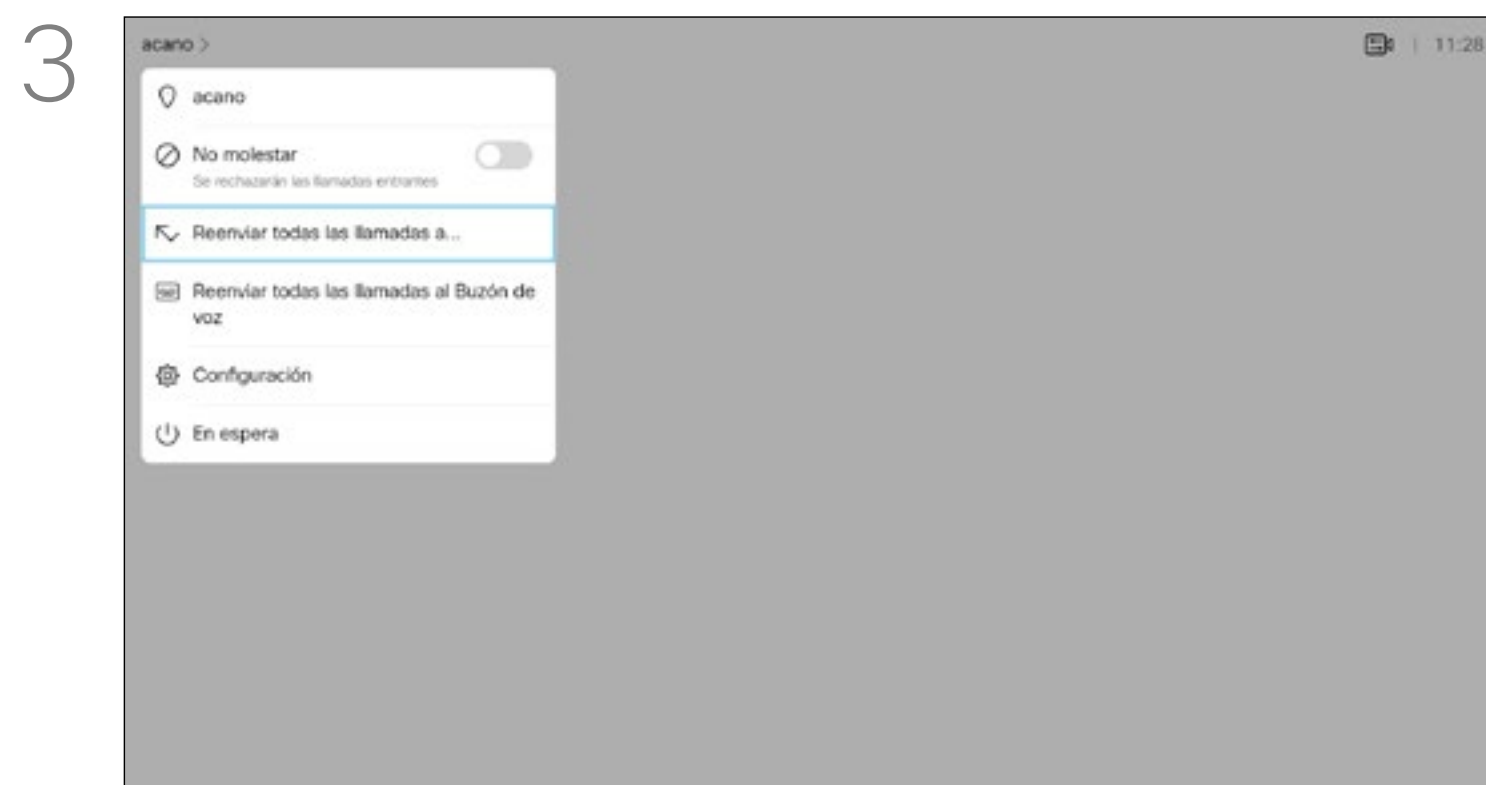 3
acano >
11:28
acano
No molestar
Se rechazarán las llamadas entrantes
Reenviar todas las llamadas a...
Reenviar todas las llamadas al Buzón de
voz
Configuración
En espera